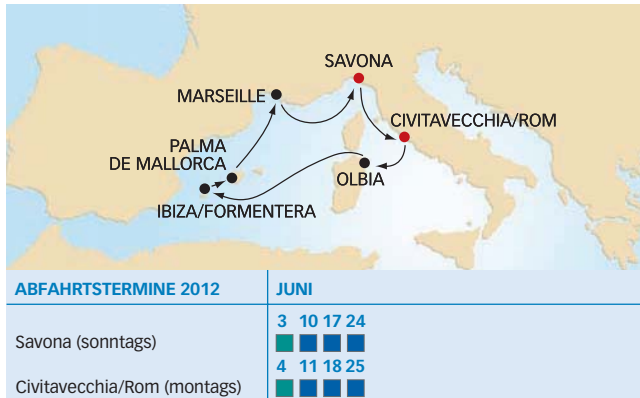 SAVONA
MARSEILLE
CIVITAVECCHIA/ROM
PALMA
DE MALLORCA
OLBIA
IBIZA/FORMENTERA
ABFAHRTSTERMINE 2012 JUNI
3 10 17 24
Savona (sonntags)
4 11 18 25
Civitavecchia/Rom (montags)